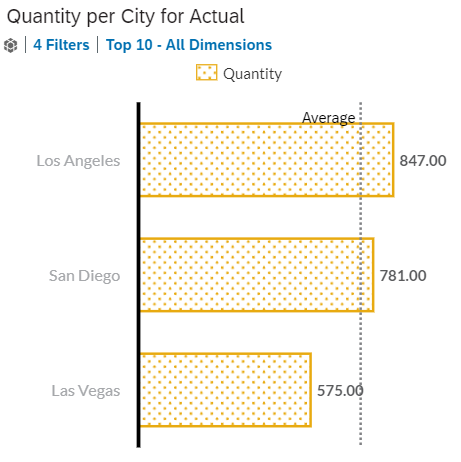 Quantity per City for Actual
4 Filters | Top 10 - All Dimensions
Quantity
Average
Los Angeles 847.00
San Diego 781.00
Las Vegas 575.00